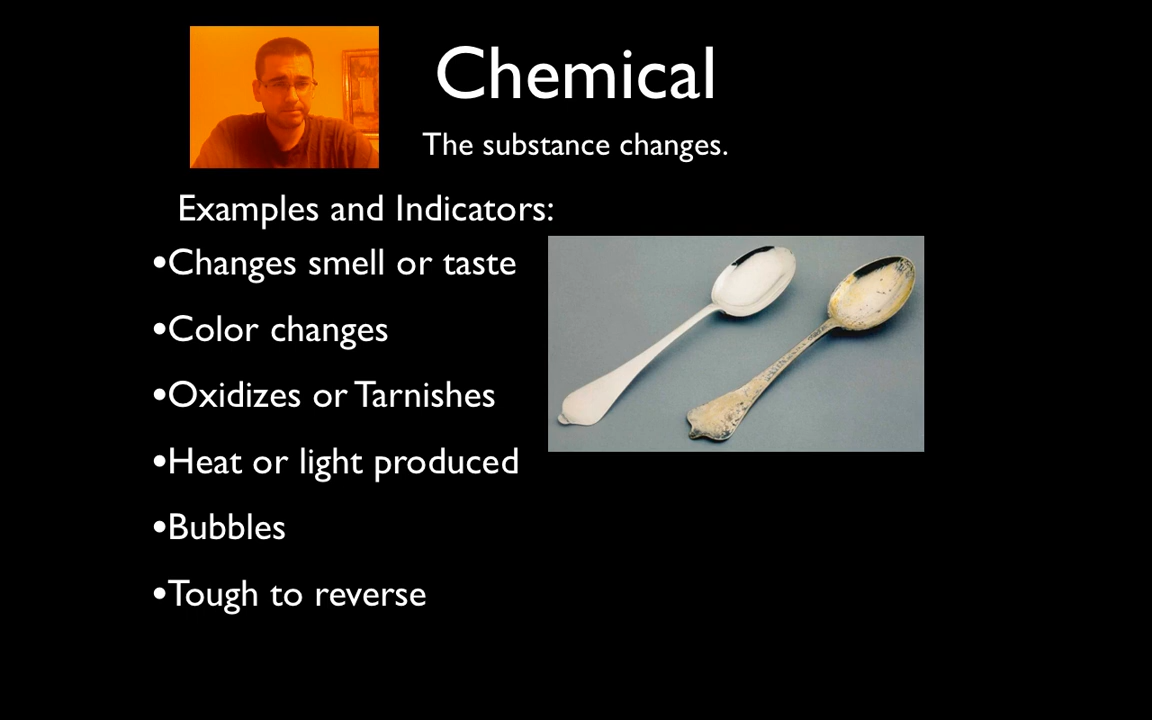 Chemical
The substance changes.
Examples and Indicators:
•Changes smell or taste
•Color changes
•Oxidizes or Tarnishes
•Heat or light produced
•Bubbles
•Tough to reverse